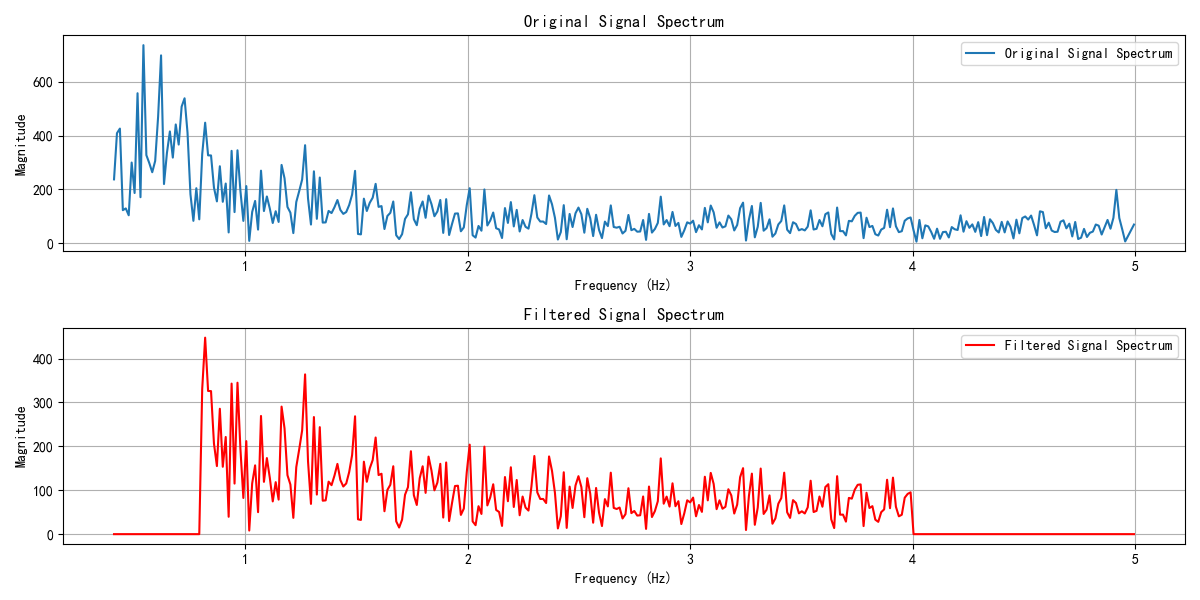 Original Signal Spectrum
Original Signal Spectrum
Magnitude
600
400
200
0
1
2
3
4
5
Frequency (Hz)
Filtered Signal Spectrum
Filtered Signal Spectrum
Magnitude
400
300
200
100
0
1
2
3
4
5
Frequency (Hz)